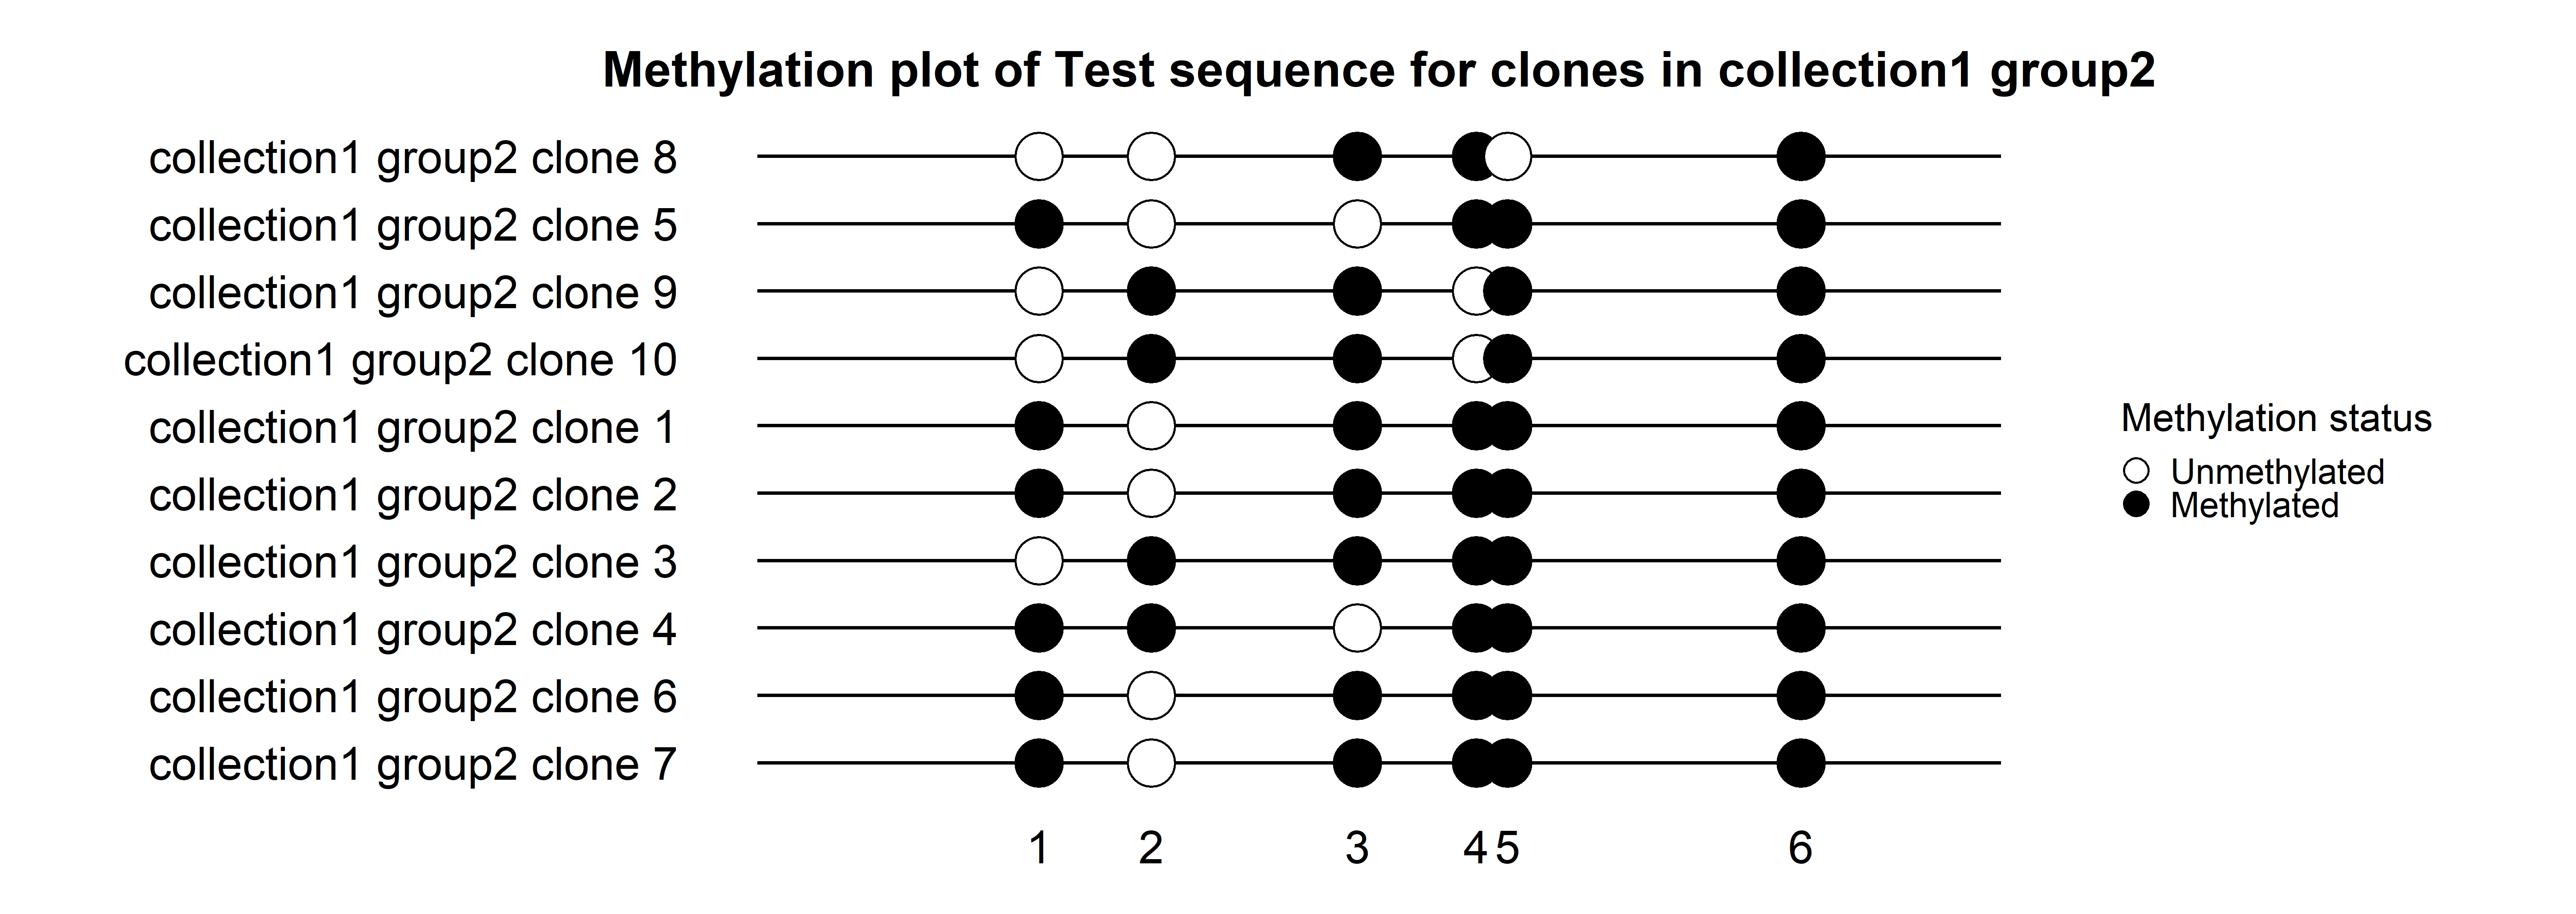 Methylation plot of Test sequence for clones in collection1 group2
collection1 group2 clone 8
collection1 group2 clone 5
collection1 group2 clone 9
collection1 group2 clone 10
collection1 group2 clone 1
collection1 group2 clone 2
collection1 group2 clone 3
collection1 group2 clone 4
collection1 group2 clone 6
collection1 group2 clone 7
1 2 3 4 5 6
Methylation status
Unmethylated
Methylated